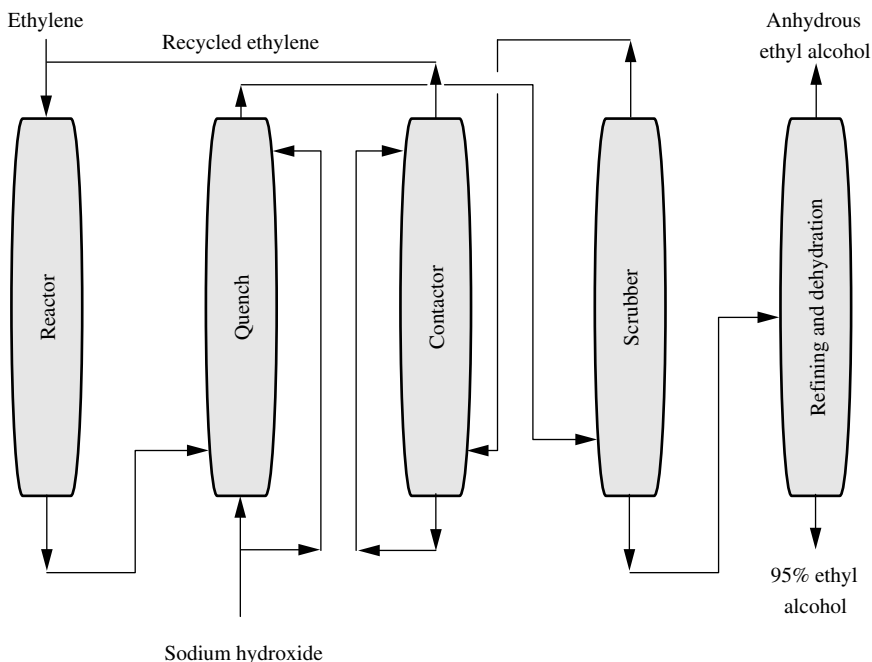 Ethylene
Recycled ethylene
Anhydrous
ethyl alcohol
Reactor
Quench
Contactor
Scrubber
Refining and dehydration
95% ethyl
alcohol
Sodium hydroxide